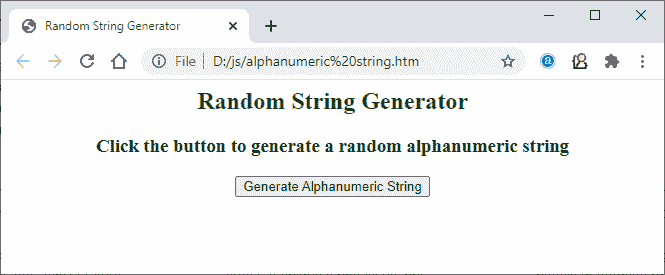 Random String Generator
File | D:/js/alphanumeric%20string.htm
Random String Generator
Click the button to generate a random alphanumeric string
Generate Alphanumeric String